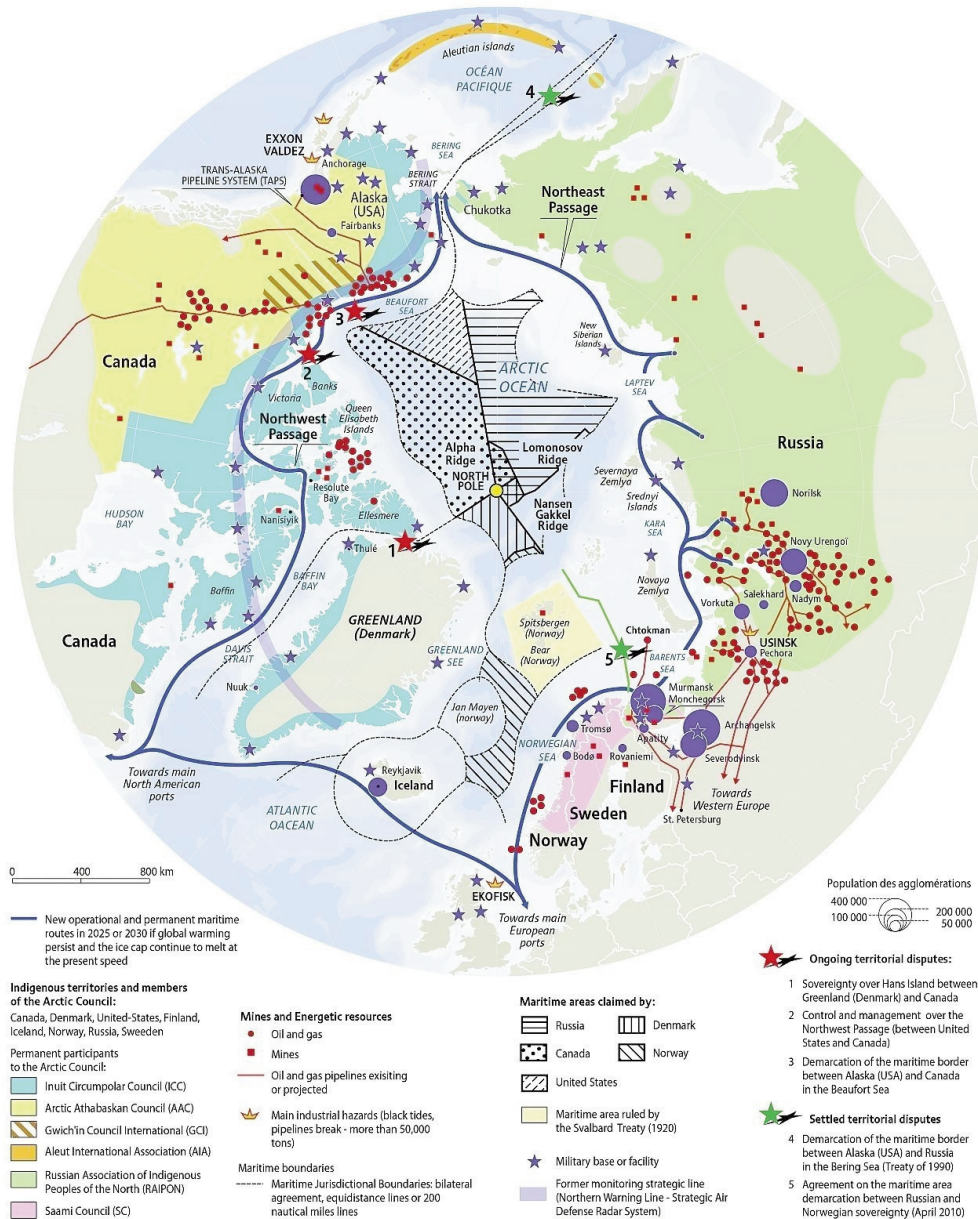 Aleutian islands
OCÉAN
PACIFIQUE
4
EXXON
VALDEZ
Anchorage
BERING
SEA
TRANS-ALASKA
PIPELINE SYSTEM (TAPS)
BERING
STRAIT
Alaska
(USA)
Chukotka
Northeast
Passage
Fairbanks
BEAUFORT
SEA
3
New
Siberian
Islands
Canada
ARCTIC
OCEAN
2
Banks
Victoria
LAPTEV
SEA
Queen
Elisabeth
Islands
Northwest
Passage
Russia
Alpha
Ridge
Lomonosov
Ridge
NORTH
POLE
Severnaya
Zemlya
Resolute
Bay
Srednyi
Islands
Norilsk
HUDSON
BAY
Nanisiyik
Ellesmere
Nansen
Gakkel
Ridge
KARA
SEA
Novy Urengoï
1
Thulé
BAFFIN
BAY
Novaya
Zemlya
Baffin
Salekhard
Nadym
Vorkuta
GREENLAND
(Denmark)
Spitsbergen
(Norway)
Chtokman
USINSK
Pechora
Canada
DAVIS
STRAIT
GREENLAND
SEE
Bear
(Norway)
5
BARENTS
SEA
Nuuk
Murmansk
Monchegorsk
Jan Mayen
(norway)
Tromsø
Archangelsk
NORWEGIAN
SEA
Apatity
Bodø
Rovaniemi
Severodvinsk
Towards main
North American
ports
Reykjavik
Iceland
Finland
Towards
Western Europe
ATLANTIC
OACEAN
Sweden
St. Petersburg
Norway
0 400 800 km
EKOFISK
Towards main
European
ports
Population des agglomérations
400 000
200 000
100 000
50 000
New operational and permanent maritime
routes in 2025 or 2030 if global warming
persist and the ice cap continue to melt at
the present speed
Indigenous territories and members
of the Arctic Council:
Canada, Denmark, United-States, Finland,
Iceland, Norway, Russia, Sweden
Permanent participants
to the Arctic Council:
Inuit Circumpolar Council (ICC)
Arctic Athabaskan Council (AAC)
Gwich'in Council International (GCI)
Aleut International Association (AIA)
Russian Association of Indigenous
Peoples of the North (RAIPON)
Saami Council (SC)
Mines and Energetic resources
Oil and gas
Mines
Oil and gas pipelines exisiting
or projected
Main industrial hazards (black tides,
pipelines break - more than 50,000
tons)
Maritime boundaries
Maritime Jurisdictional Boundaries: bilateral
agreement, equidistance lines or 200
nautical miles lines
Maritime areas claimed by:
Russia
Denmark
Canada
Norway
United States
Maritime area ruled by
the Svalbard Treaty (1920)
Military base or facility
Former monitoring strategic line
(Northern Warning Line - Strategic Air
Defense Radar System)
Ongoing territorial disputes:
1 Sovereignty over Hans Island between
Greenland (Denmark) and Canada
2 Control and management over the
Northwest Passage (between United
States and Canada)
3 Demarcation of the maritime border
between Alaska (USA) and Canada
in the Beaufort Sea
Settled territorial disputes
4 Demarcation of the maritime border
between Alaska (USA) and Russia
in the Bering Sea (Treaty of 1990)
5 Agreement on the maritime area
demarcation between Russian and
Norwegian sovereignty (April 2010)